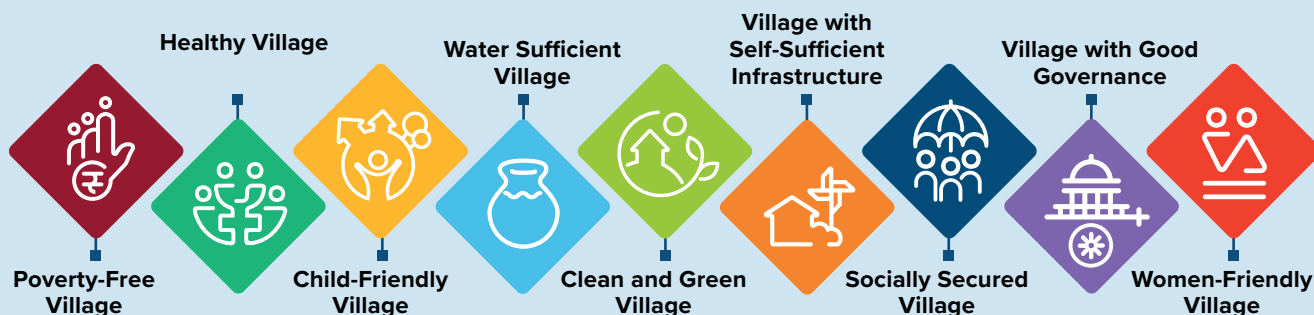 Healthy Village
Water Sufficient
Village
Village with
Self-Sufficient
Infrastructure
Village with Good
Governance
₹
Poverty-Free
Village
Child-Friendly
Village
Clean and Green
Village
Socially Secured
Village
Women-Friendly
Village